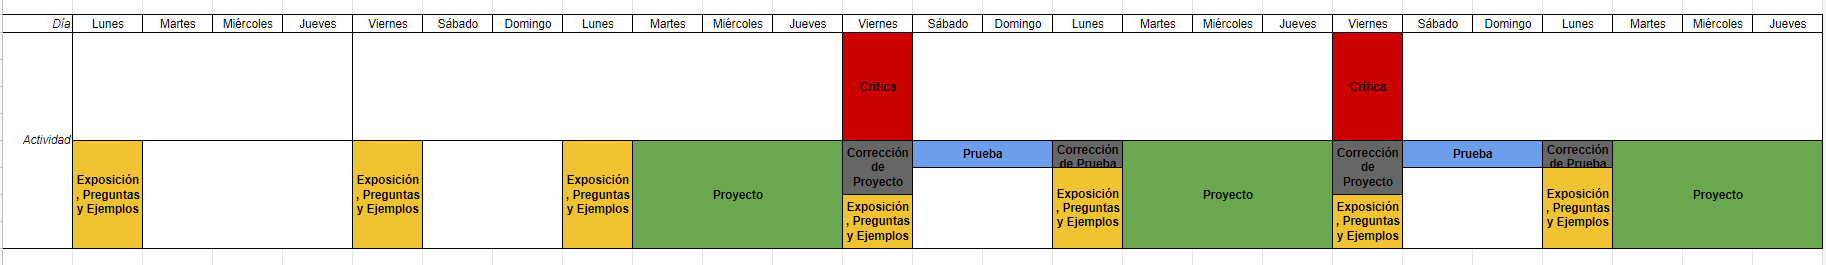 Día Lunes Martes Miércoles Jueves Viernes Sábado Domingo Lunes Martes Miércoles Jueves Viernes Sábado Domingo Lunes Martes Miércoles Jueves Viernes Sábado Domingo Lunes Martes Miércoles Jueves
Crítica
Crítica
Actividad
Exposición
, Preguntas
y Ejemplos
Exposición
, Preguntas
y Ejemplos
Exposición
, Preguntas
y Ejemplos
Proyecto
Corrección
de
Proyecto
Exposición
, Preguntas
y Ejemplos
Prueba
Corrección
de Prueba
Exposición
, Preguntas
y Ejemplos
Proyecto
Corrección
de
Proyecto
Exposición
, Preguntas
y Ejemplos
Prueba
Corrección
de Prueba
Exposición
, Preguntas
y Ejemplos
Proyecto